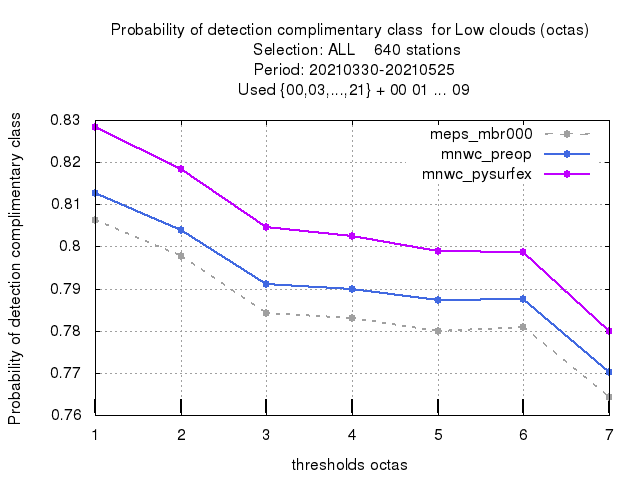 Probability of detection complimentary class  for Low clouds (octas)
Selection: ALL    640 stations
Period: 20210330-20210525
Used {00,03,...,21} + 00 01 ... 09
Probability of detection complimentary class
0.83
0.82
0.81
0.8
0.79
0.78
0.77
0.76
meps_mbr000
mnwc_preop
mnwc_pysurfex
1 2 3 4 5 6 7
thresholds octas